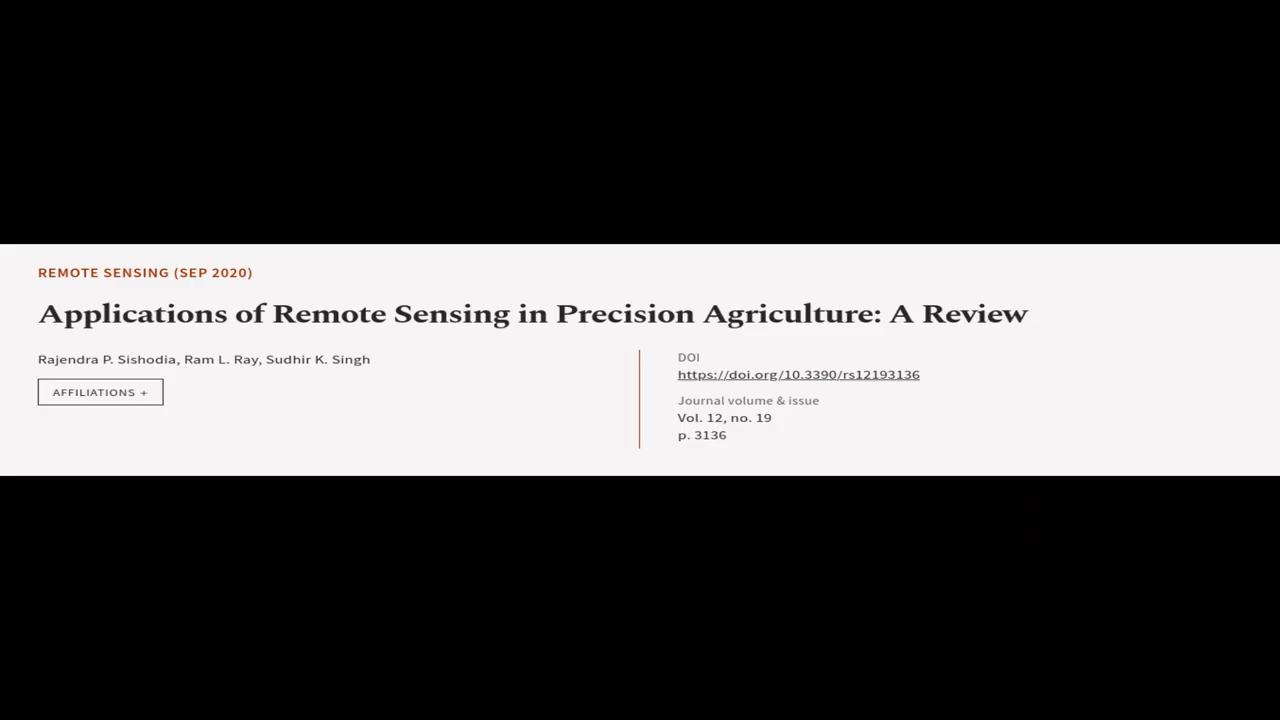 REMOTE SENSING (SEP 2020)
Applications of Remote Sensing in Precision Agriculture: A Review
Rajendra P. Sishodia, Ram L. Ray, Sudhir K. Singh
AFFILIATIONS +
DOI
https://doi.org/10.3390/rs12193136
Journal volume & issue
Vol. 12, no. 19
p. 3136